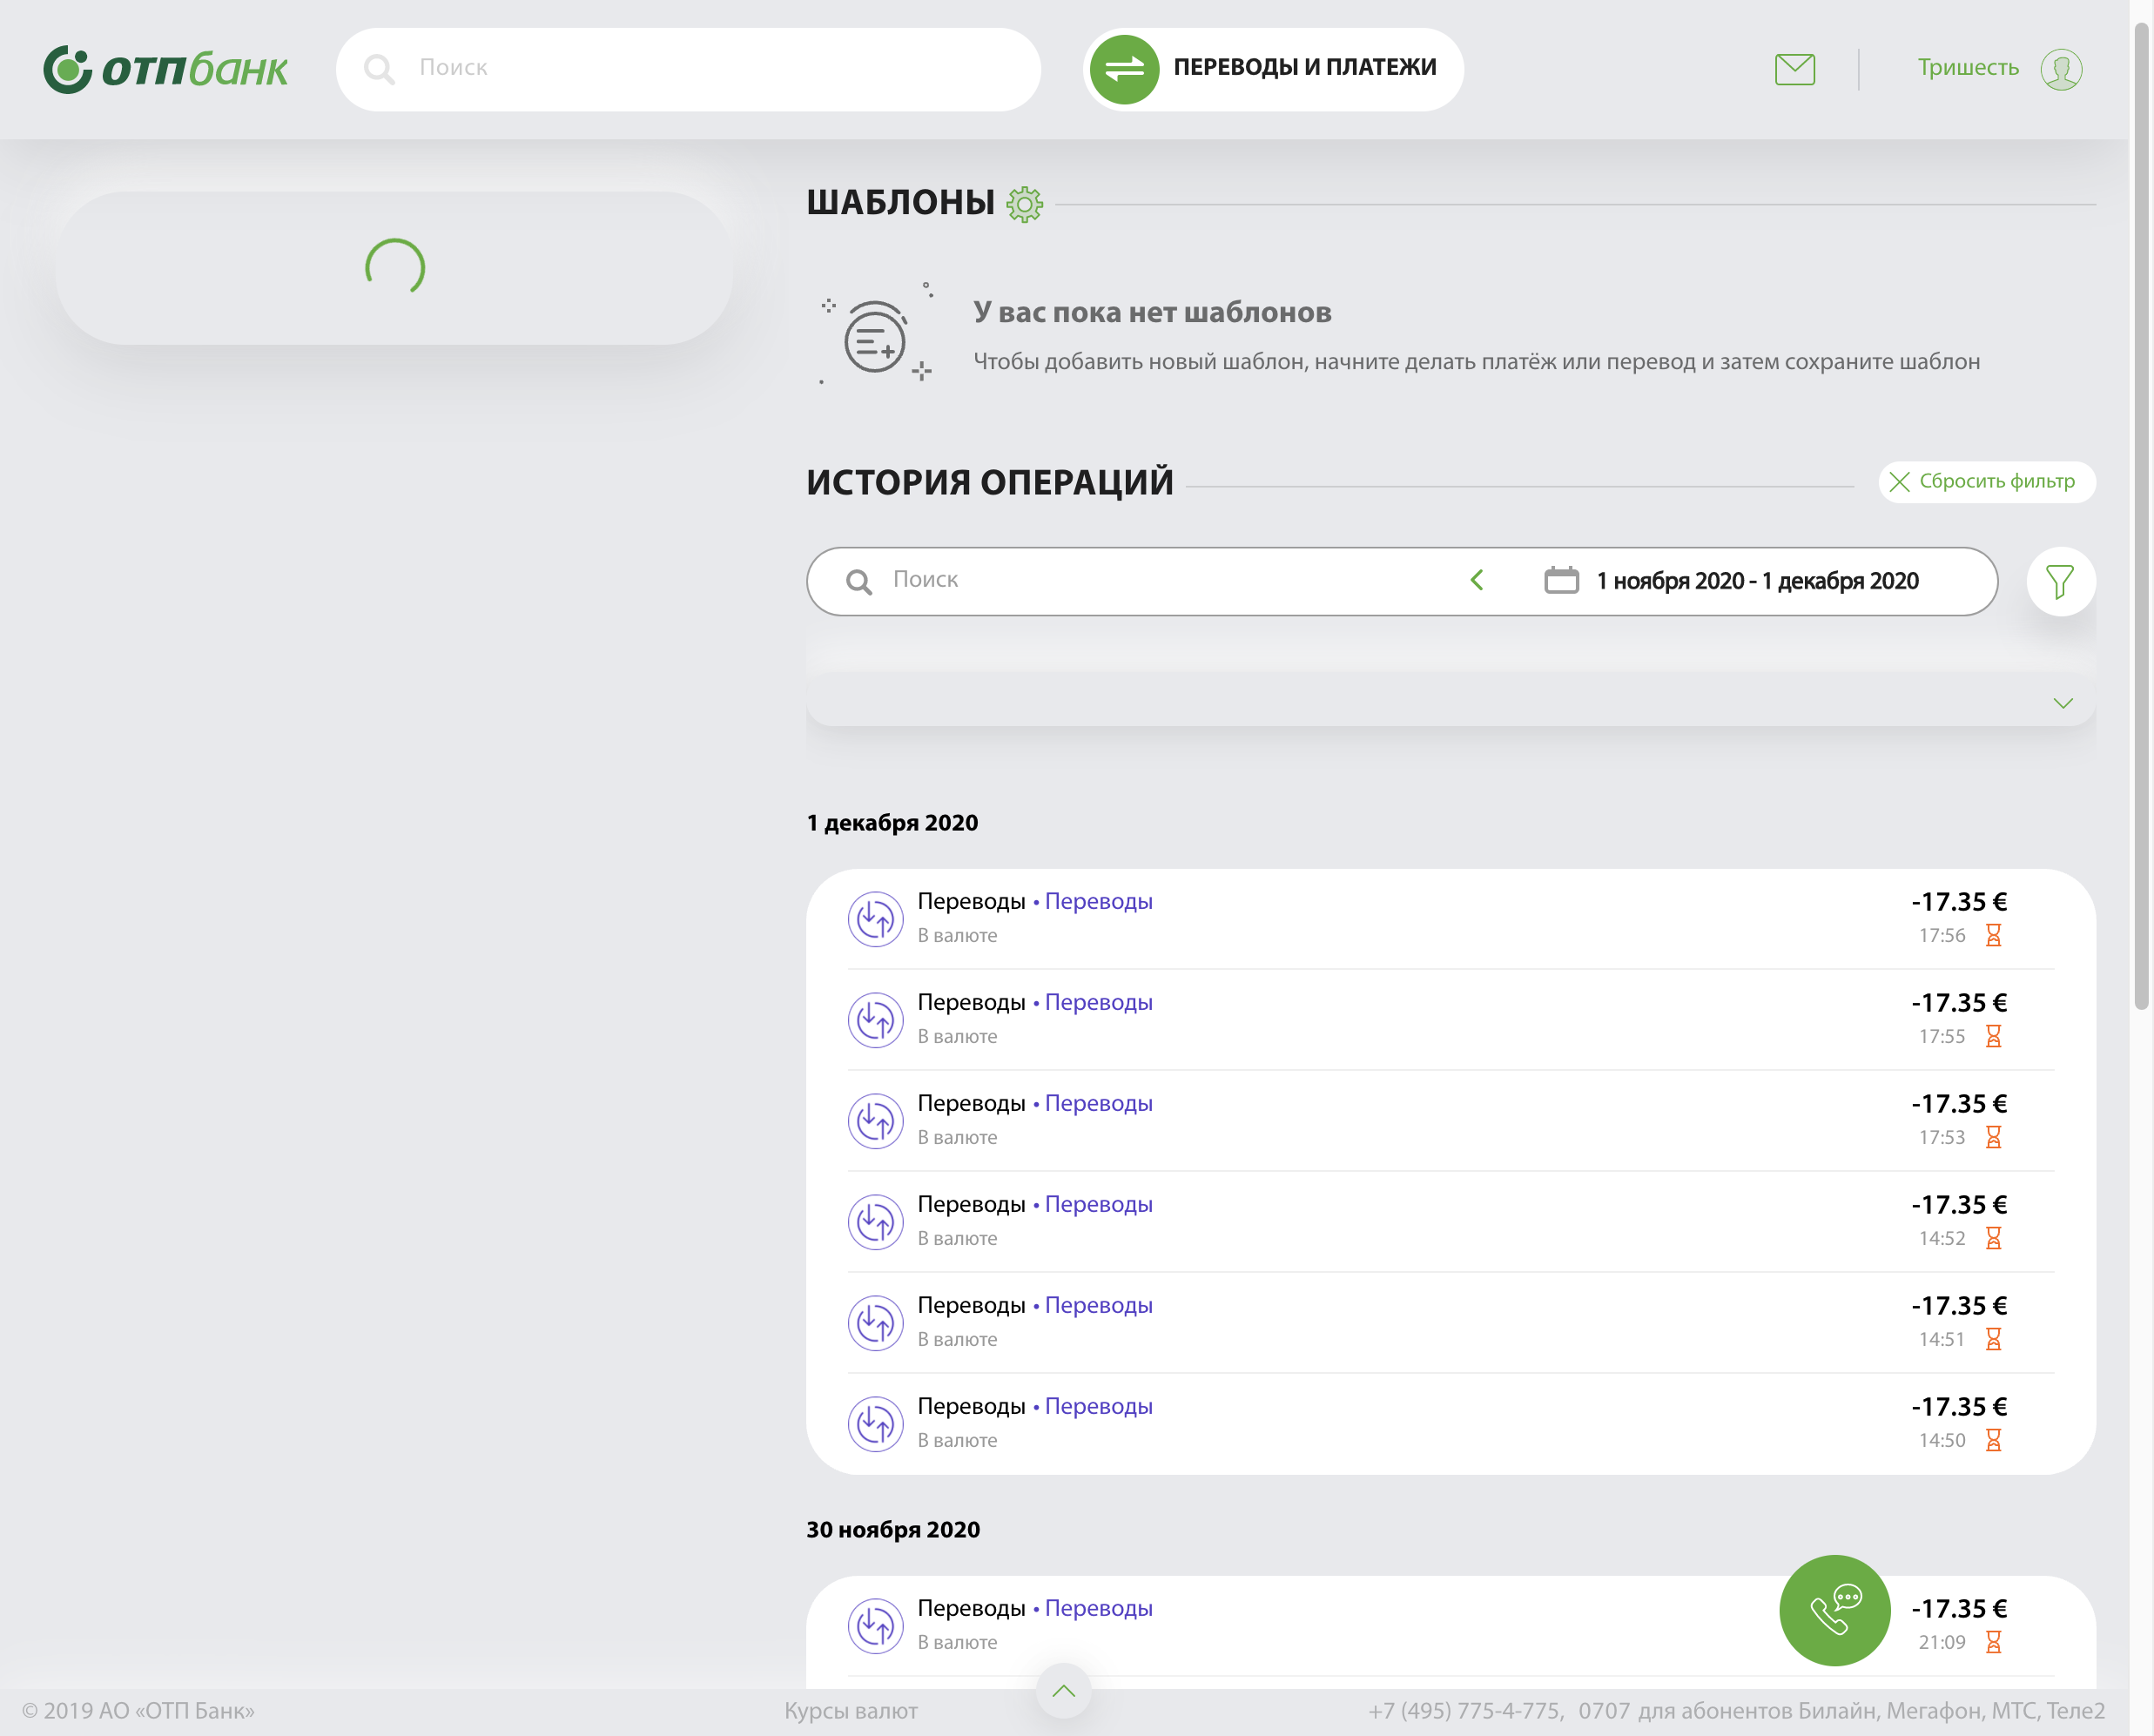 отпбанк
Поиск
ПЕРЕВОДЫ И ПЛАТЕЖИ
Тришесть
ШАБЛОНЫ
У вас пока нет шаблонов
Чтобы добавить новый шаблон, начните делать платёж или перевод и затем сохраните шаблон
ИСТОРИЯ ОПЕРАЦИЙ
Сбросить фильтр
Поиск
1 ноября 2020 - 1 декабря 2020
1 декабря 2020
Переводы • Переводы
-17.35 €
В валюте
17:56
Переводы • Переводы
-17.35 €
В валюте
17:55
Переводы • Переводы
-17.35 €
В валюте
17:53
Переводы • Переводы
-17.35 €
В валюте
14:52
Переводы • Переводы
-17.35 €
В валюте
14:51
Переводы • Переводы
-17.35 €
В валюте
14:50
30 ноября 2020
Переводы • Переводы
-17.35 €
В валюте
21:09
© 2019 АО «ОТП Банк»
Курсы валют
+7 (495) 775-4-775, 0707 для абонентов Билайн, Мегафон, МТС, Теле2